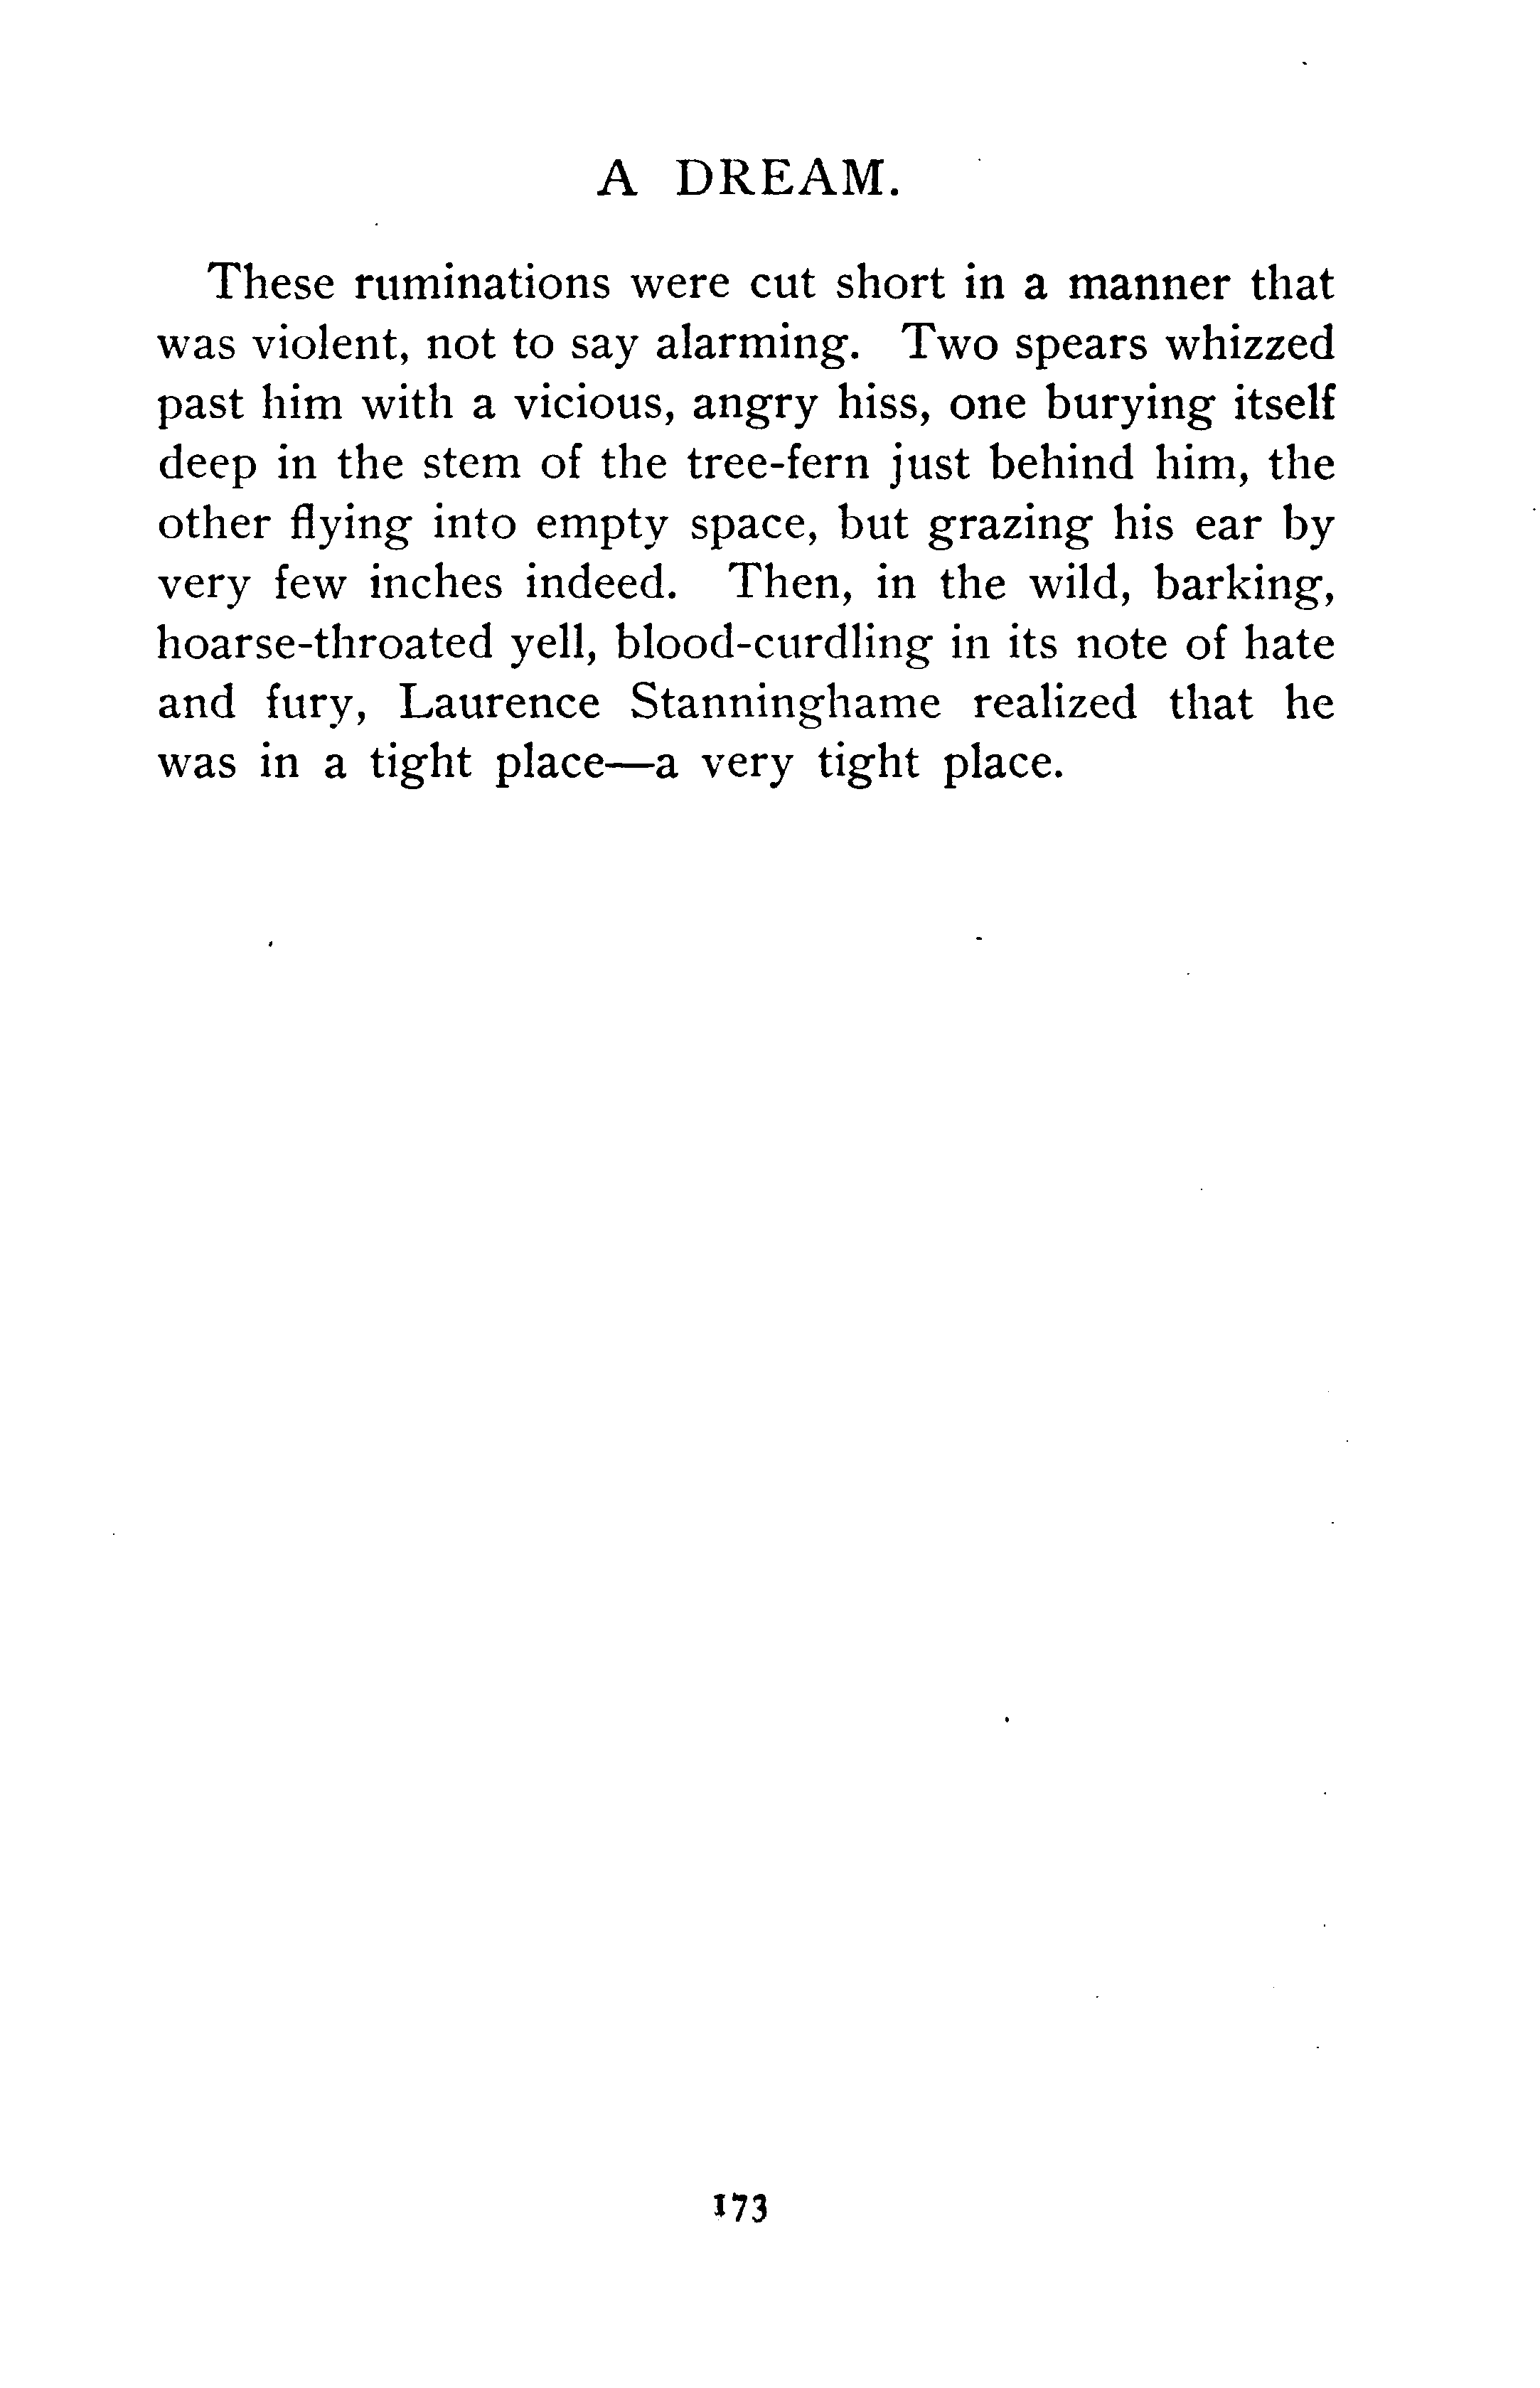 A DREAM.
These ruminations were cut short in a manner that
was violent, not to say alarming. Two spears whizzed
past him with a vicious, angry hiss, one burying itself
deep in the stem of the tree-fern just behind him, the
other flying into empty space, but grazing his ear by
very few inches indeed. Then, in the wild, barking,
hoarse-throated yell, blood-curdling in its note of hate
and fury, Laurence Stanninghame realized that he
was in a tight place—a very tight place.
173